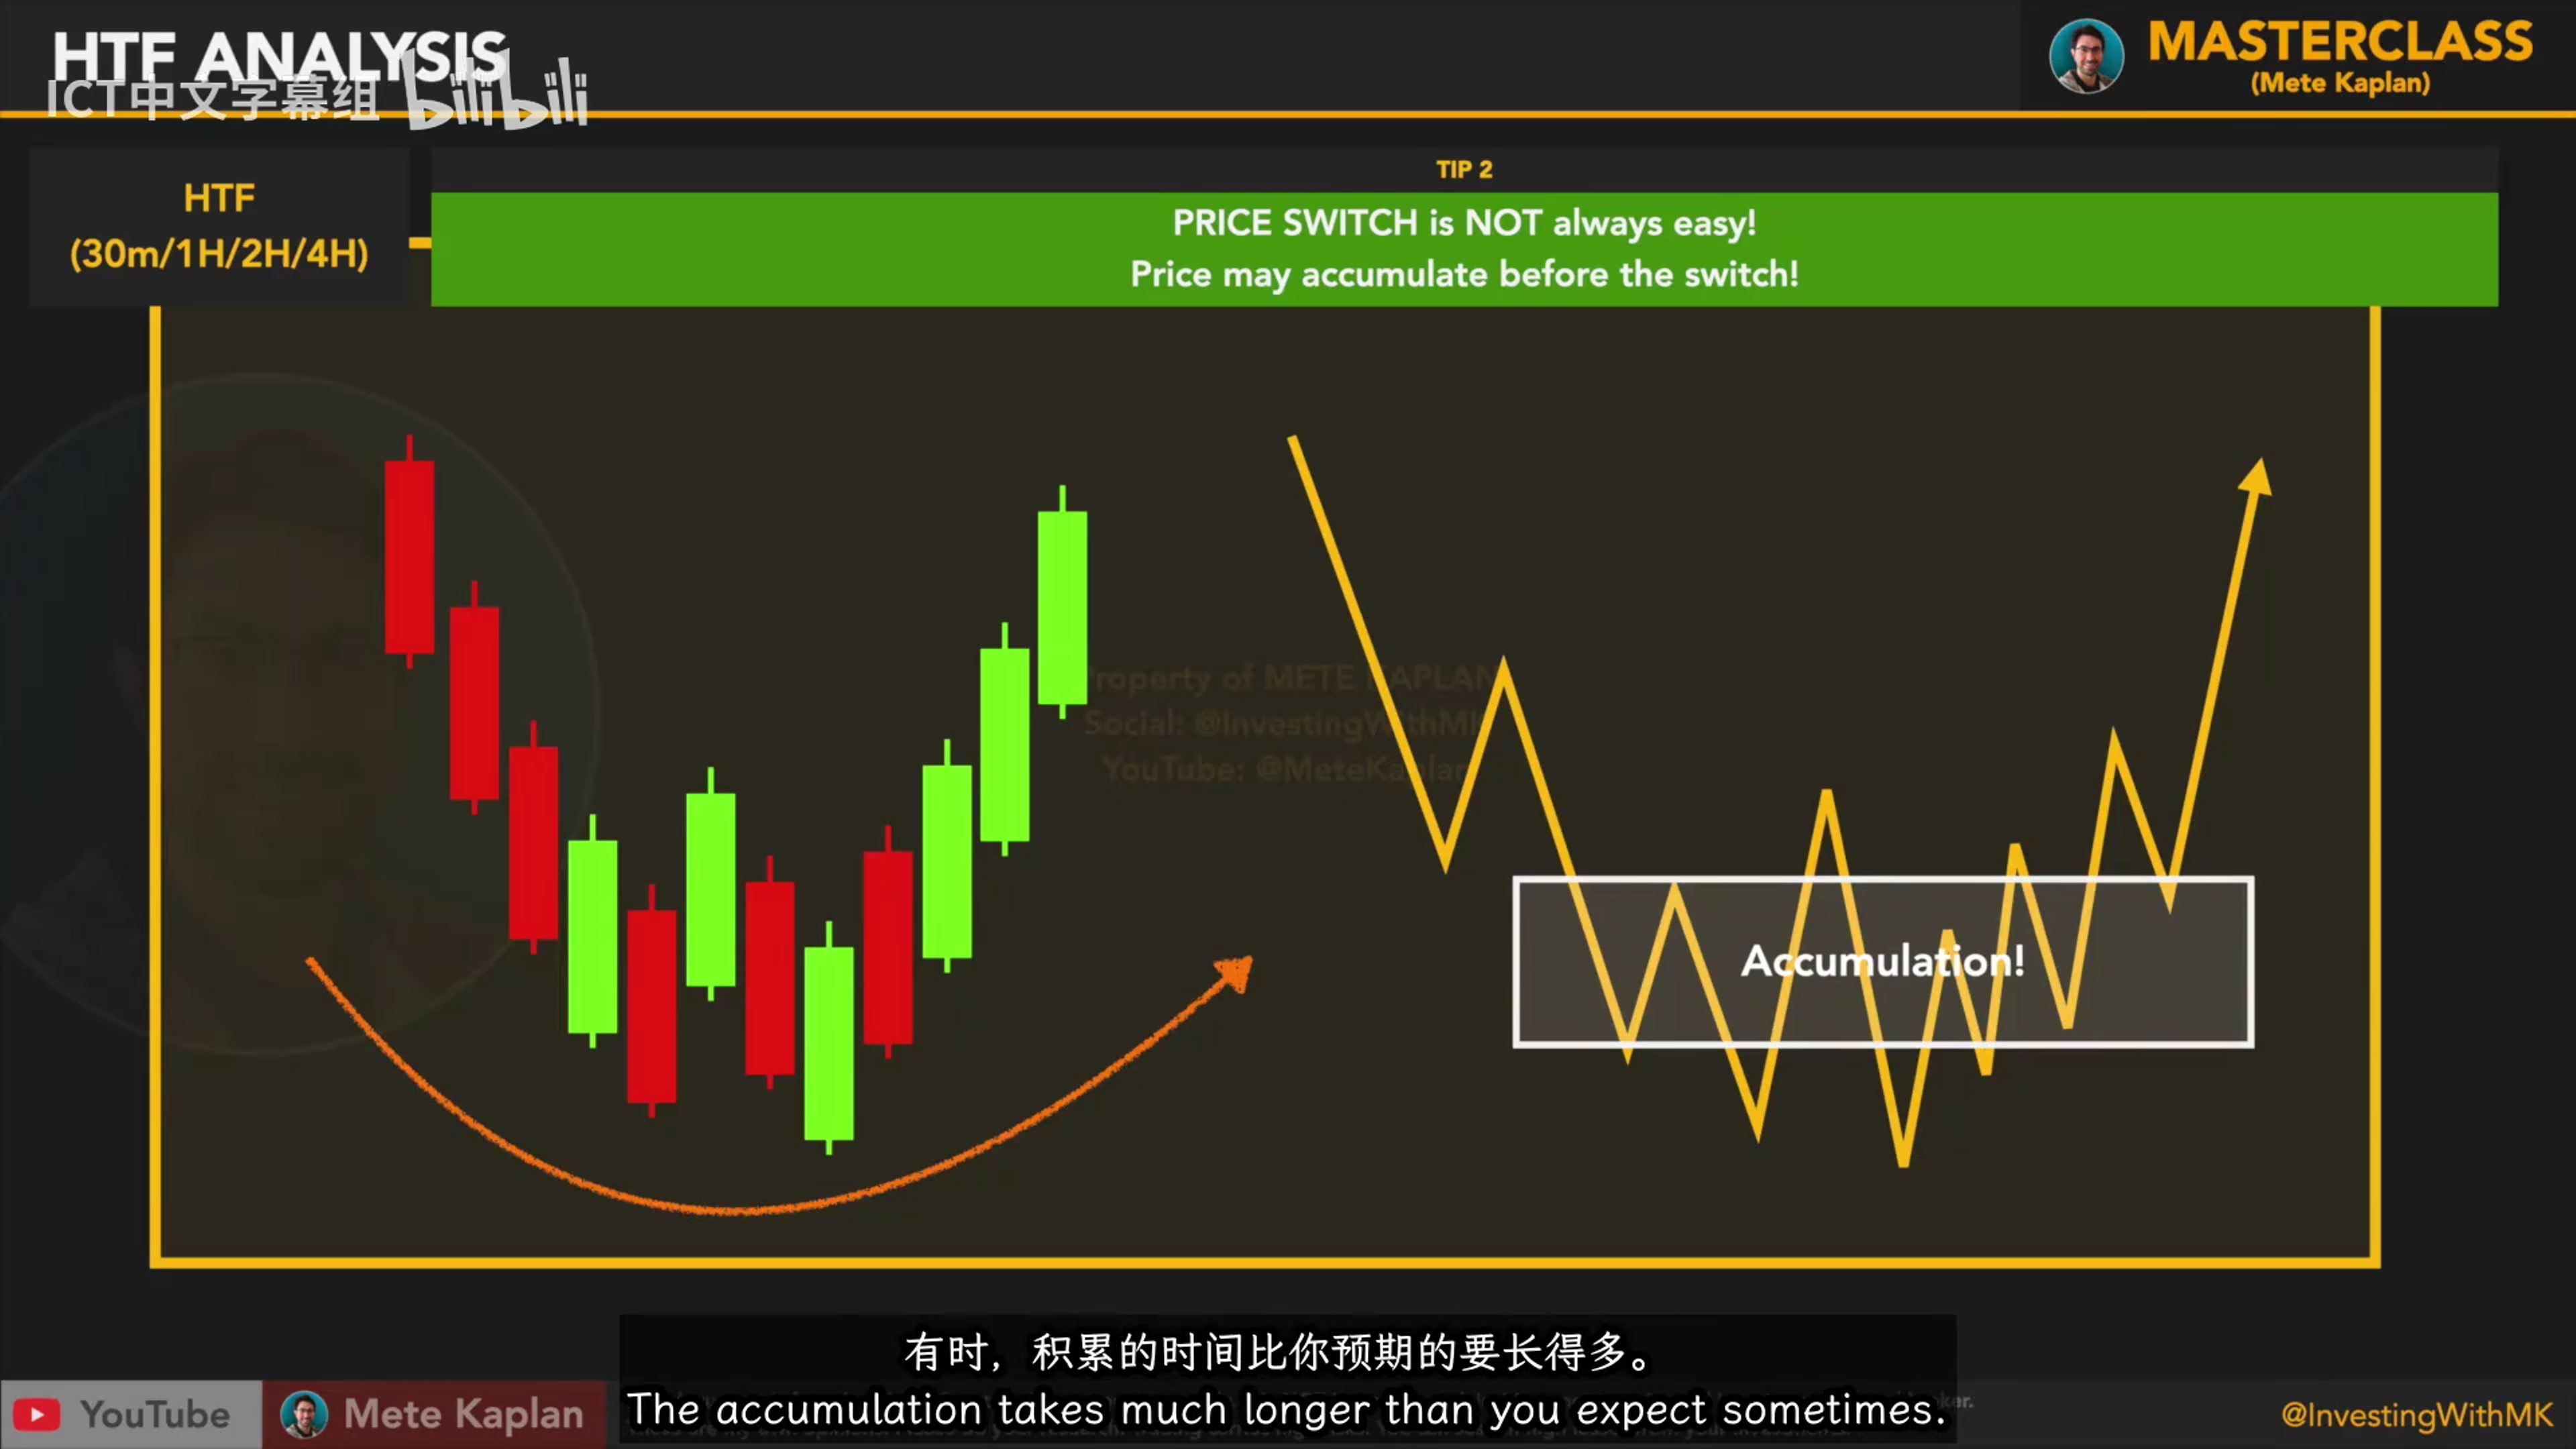 HTF ANALYSIS
ICT中文字幕组 bilibili
MASTERCLASS
(Mete Kaplan)
HTF
(30m/1H/2H/4H)
TIP 2
PRICE SWITCH is NOT always easy!
Price may accumulate before the switch!
Property of METE KAPLAN
Social: @InvestingWithMK
YouTube: @MeteKaplan
Accumulation!
有时，积累的时间比你预期的要长得多。
The accumulation takes much longer than you expect sometimes.
YouTube
Mete Kaplan
@InvestingWithMK